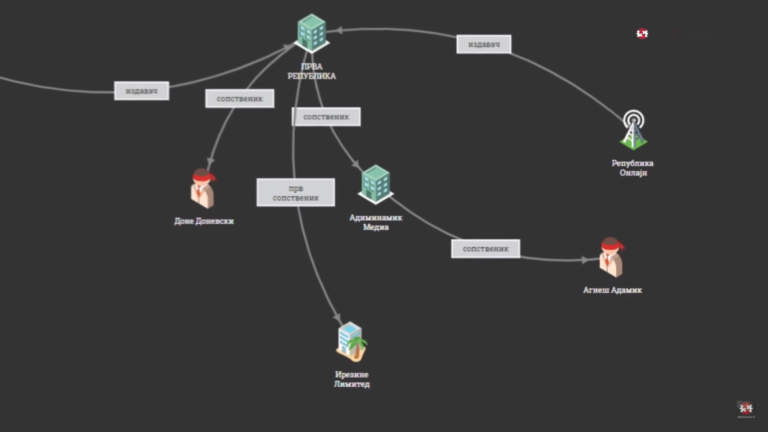 издавач
ПРВА
РЕПУБЛИКА
издавач
сопственик
сопственик
Република
Онлајн
прв
сопственик
Доне Доневски
Адиминамик
Медиа
сопственик
Агнеш Адамик
Ирезине
Лимитед